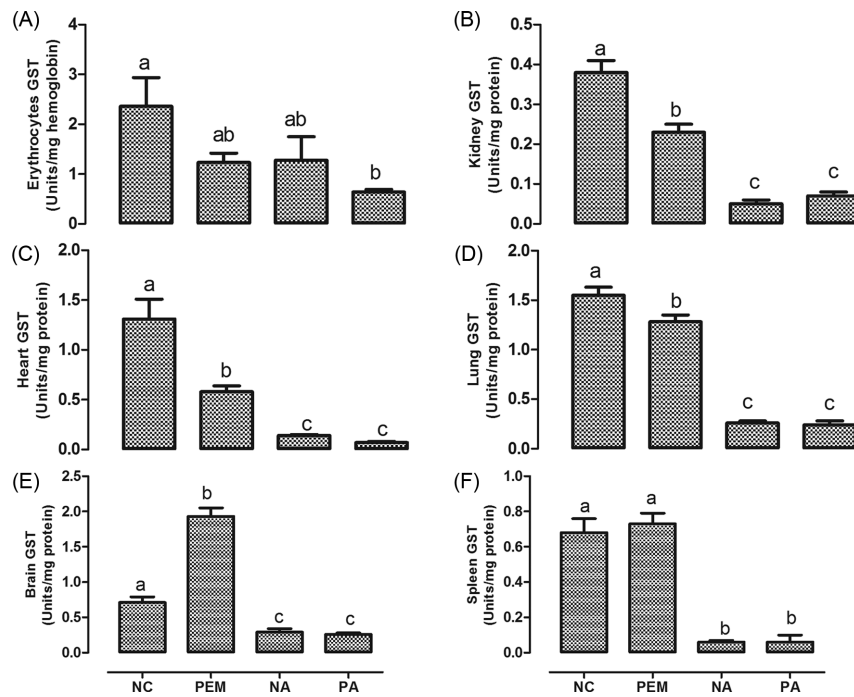 (A)
Erythrocytes GST
(Units/mg hemoglobin)
4
3
2
1
0
a
ab
ab
b
(B)
Kidney GST
(Units/mg protein)
0.4
0.3
0.2
0.1
0.0
a
b
c
c
(C)
Heart GST
(Units/mg protein)
2.0
1.5
1.0
0.5
0.0
a
b
c
c
(D)
Lung GST
(Units/mg protein)
2.0
1.5
1.0
0.5
0.0
a
b
c
c
(E)
Brain GST
(Units/mg protein)
2.5
2.0
1.5
1.0
0.5
0.0
a
b
c
c
NC PEM NA PA
(F)
Spleen GST
(Units/mg protein)
1.0
0.8
0.6
0.4
0.2
0.0
a
a
b
b
NC PEM NA PA